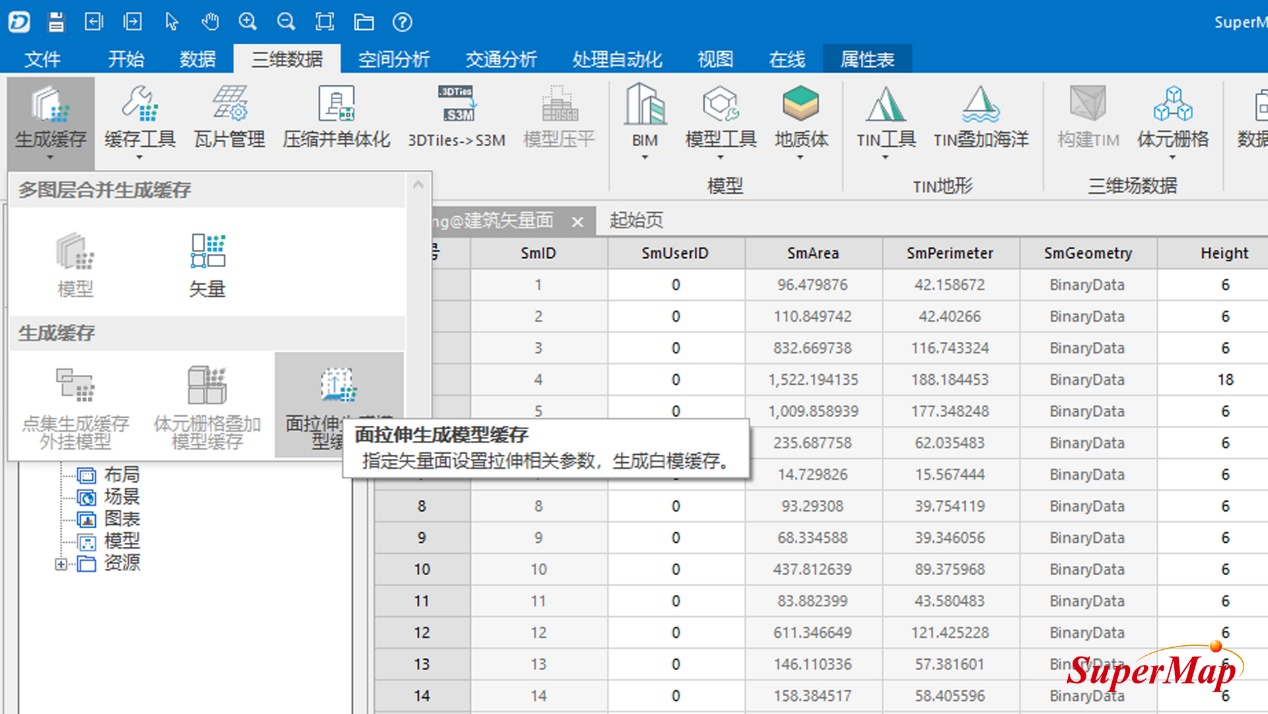 SuperM
文件 开始 数据 三维数据 空间分析 交通分析 处理自动化 视图 在线 属性表
3DTiles
S3M
生成缓存 缓存工具 瓦片管理 压缩并单体化 3DTiles->S3M 模型压平 BIM 模型工具 地质体 TIN工具 TIN叠加海洋 构建TIM 体元栅格 数据
模型 TIN地形 三维场数据
多图层合并生成缓存
ng@建筑矢量面 × 起始页
号 SmID SmUserID SmArea SmPerimeter SmGeometry Height
1 0 96.479876 42.158672 BinaryData 6
模型 矢量
2 0 110.849742 42.40266 BinaryData 6
生成缓存
3 0 832.669738 116.743324 BinaryData 6
4 0 1,522.194135 188.184453 BinaryData 18
5 0 1,009.858939 177.348248 BinaryData 6
点集生成缓存 体元栅格叠加 面拉伸生成模
外挂模型 模型缓存 型缓
面拉伸生成模型缓存
235.687758 62.035483 BinaryData 6
指定矢量面设置拉伸相关参数，生成白模缓存。
14.729826 15.567444 BinaryData 6
布局
场景
图表
模型
资源
8 8 0 93.29308 39.754119 BinaryData 6
9 9 0 68.334588 39.346056 BinaryData 6
10 10 0 437.812639 89.375968 BinaryData 6
11 11 0 83.882399 43.580483 BinaryData 6
12 12 0 611.346649 121.425228 BinaryData 6
13 13 0 146.110336 57.381601 BinaryData 6
14 14 0 158.384517 58.405596 BinaryData
SuperMap